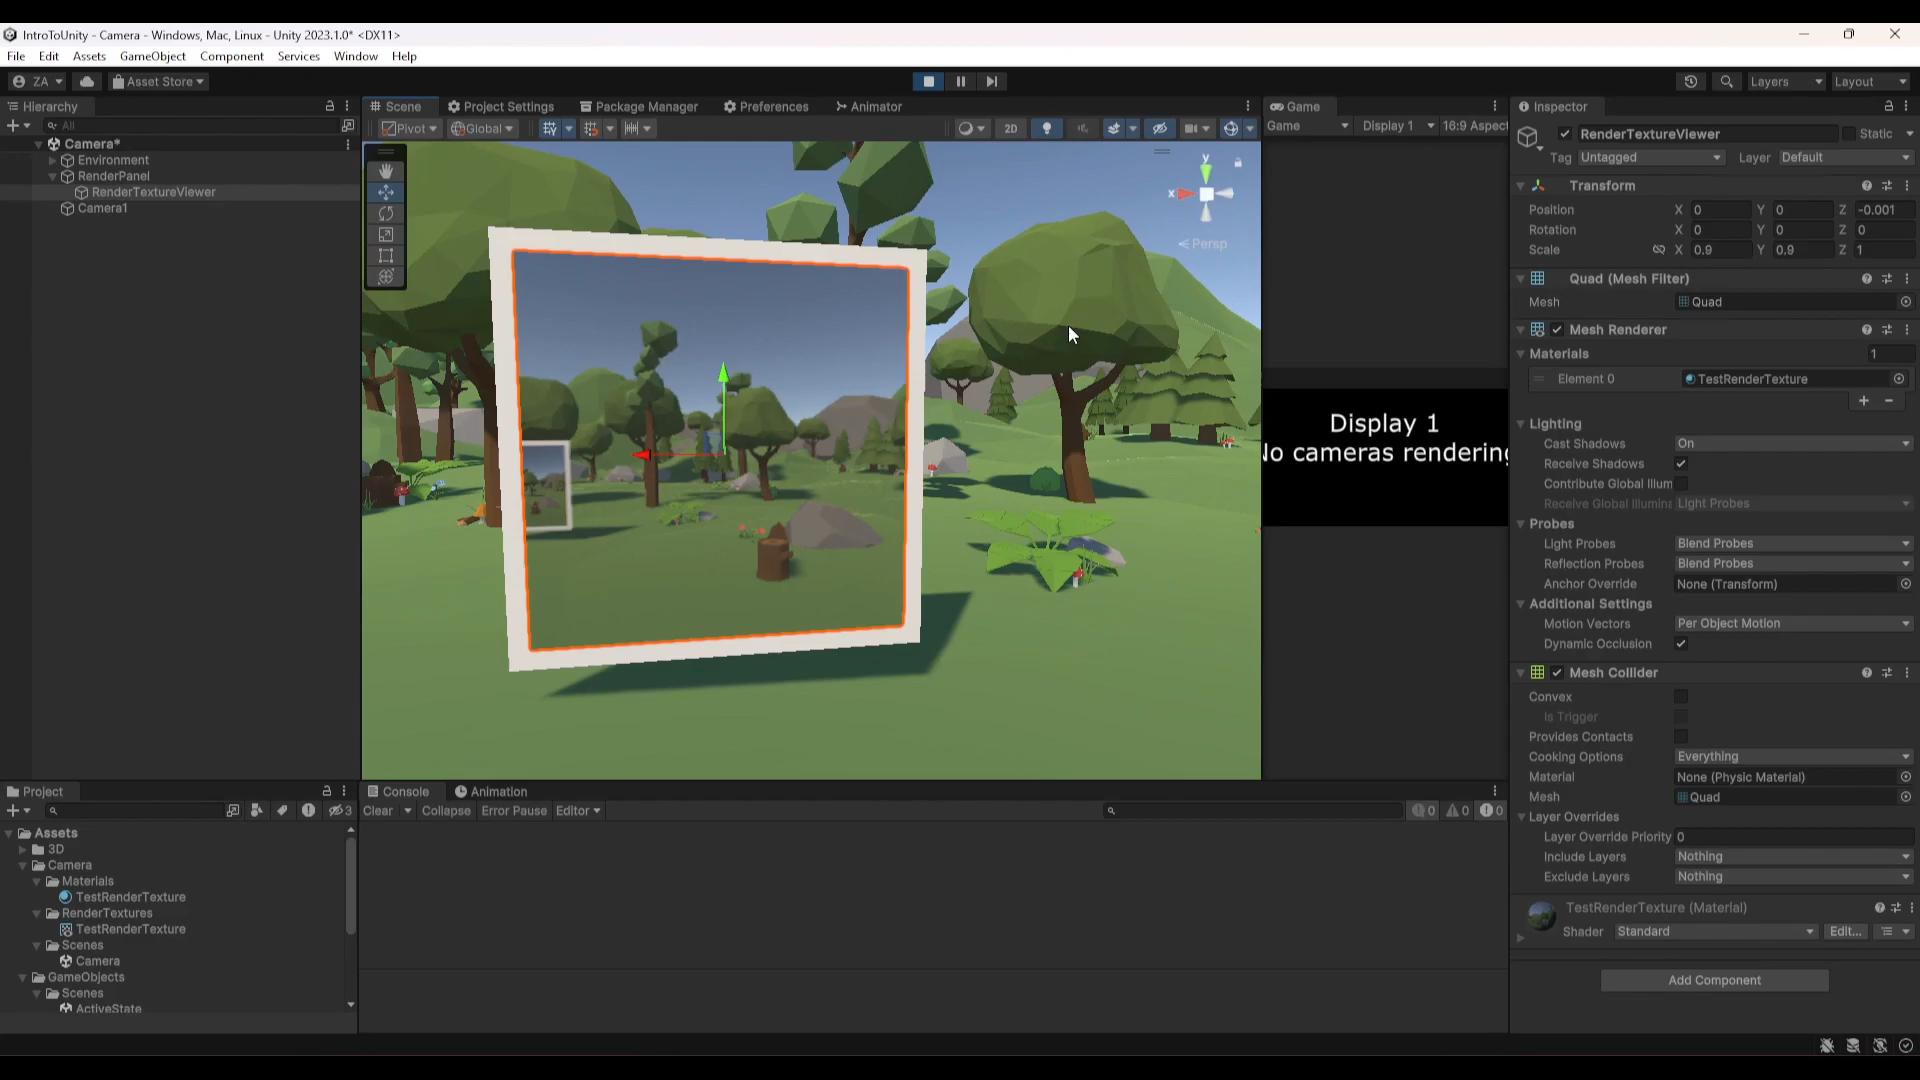 IntroToUnity - Camera - Windows, Mac, Linux - Unity 2023.1.0* <DX11>
File Edit Assets GameObject Component Services Window Help
ZA Asset Store Layers Layout
Hierarchy
All
Camera*
Environment
RenderPanel
RenderTextureViewer
Camera1
Scene Project Settings Package Manager Preferences Animator
Pivot Global 2D
y
x
Persp
Game
Game Display 1 16:9 Aspect
Display 1
No cameras rendering
Inspector
RenderTextureViewer Static
Tag Untagged Layer Default
Transform
Position X 0 Y 0 Z -0.001
Rotation X 0 Y 0 Z 0
Scale X 0.9 Y 0.9 Z 1
Quad (Mesh Filter)
Mesh Quad
Mesh Renderer
Materials 1
Element 0 TestRenderTexture
Lighting
Cast Shadows On
Receive Shadows
Contribute Global Illum
Receive Global Illumina Light Probes
Probes
Light Probes Blend Probes
Reflection Probes Blend Probes
Anchor Override None (Transform)
Additional Settings
Motion Vectors Per Object Motion
Dynamic Occlusion
Mesh Collider
Convex
Is Trigger
Provides Contacts
Cooking Options Everything
Material None (Physic Material)
Mesh Quad
Layer Overrides
Layer Override Priority 0
Include Layers Nothing
Exclude Layers Nothing
TestRenderTexture (Material)
Shader Standard Edit...
Add Component
Project
3
Assets
3D
Camera
Materials
TestRenderTexture
RenderTextures
TestRenderTexture
Scenes
Camera
GameObjects
Scenes
ActiveState
Console Animation
Clear Collapse Error Pause Editor 0 0 0